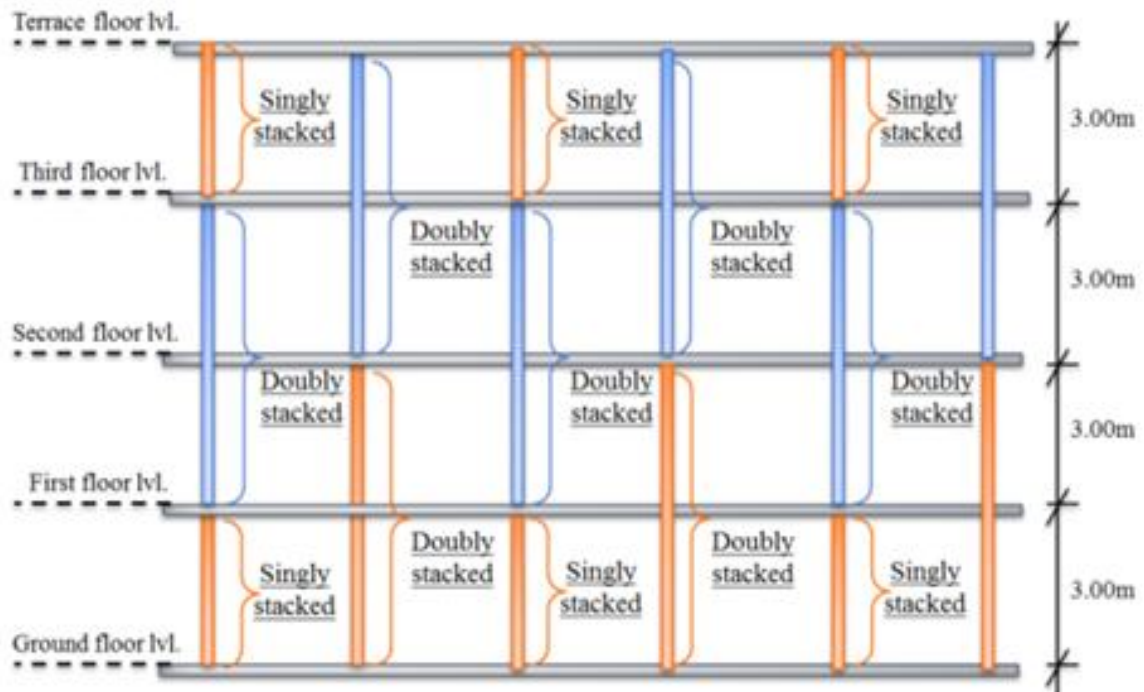 Terrace floor lvl.
Singly
stacked
Singly
stacked
Singly
stacked
3.00m
Third floor lvl.
Doubly
stacked
Doubly
stacked
3.00m
Second floor lvl.
Doubly
stacked
Doubly
stacked
Doubly
stacked
3.00m
First floor lvl.
Doubly
stacked
Doubly
stacked
Singly
stacked
Singly
stacked
Singly
stacked
3.00m
Ground floor lvl.